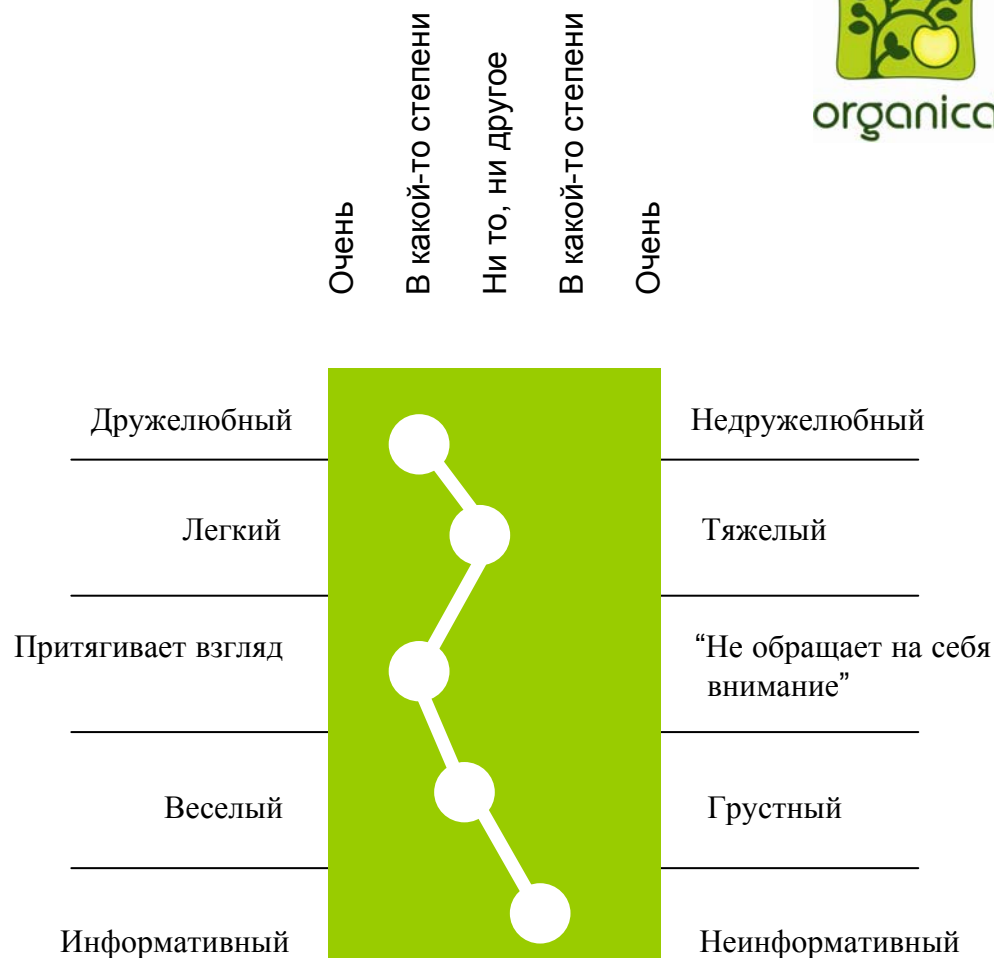 Очень
В какой-то степени
Ни то, ни другое
В какой-то степени
Очень
organica
Дружелюбный
Недружелюбный
Легкий
Тяжелый
Притягивает взгляд
“Не обращает на себя
внимание”
Веселый
Грустный
Информативный
Неинформативный